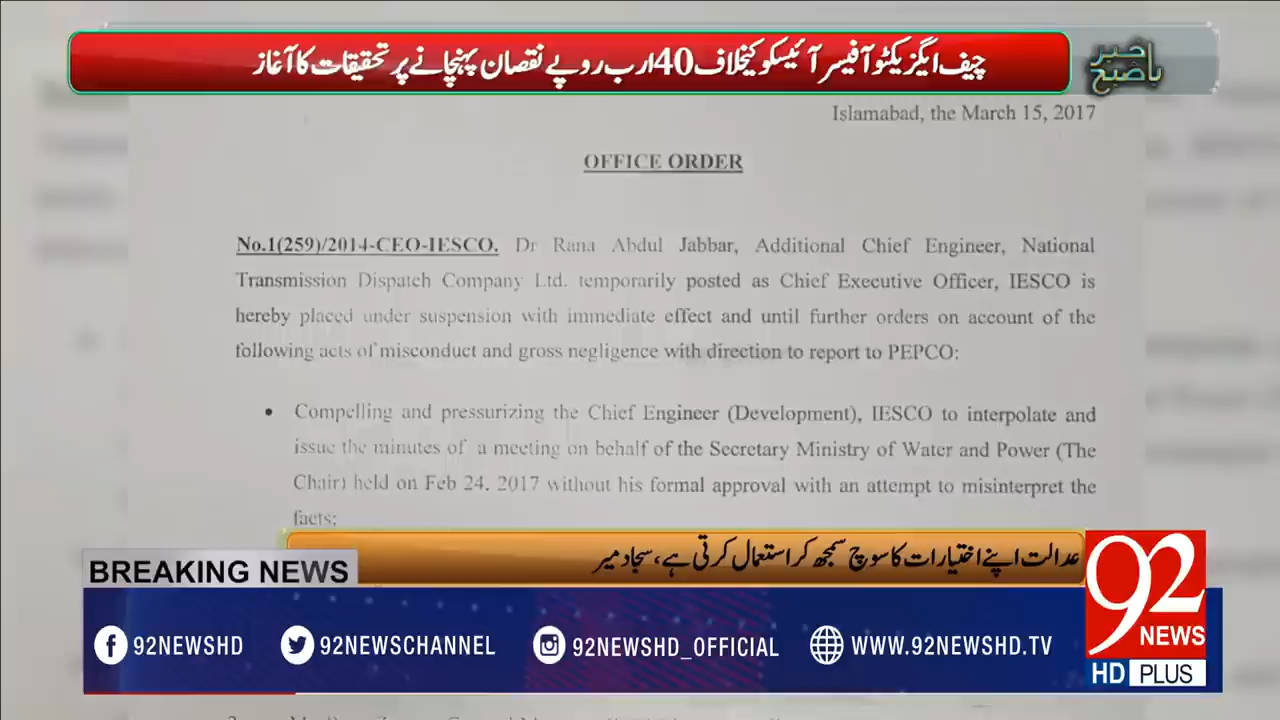 چیف ایگزیکٹو آفیسر آئیسکو کیخلاف 40 ارب روپے نقصان پہنچانے پر تحقیقات کا آغاز
باخبر صبح
Islamabad, the March 15, 2017
OFFICE ORDER
No.1(259)/2014-CEO-IESCO. Dr Rana Abdul Jabbar, Additional Chief Engineer, National
Transmission Dispatch Company Ltd. temporarily posted as Chief Executive Officer, IESCO is
hereby placed under suspension with immediate effect and until further orders on account of the
following acts of misconduct and gross negligence with direction to report to PEPCO:
• Compelling and pressurizing the Chief Engineer (Development), IESCO to interpolate and
issue the minutes of a meeting on behalf of the Secretary Ministry of Water and Power (The
Chair) held on Feb 24, 2017 without his formal approval with an attempt to misinterpret the
facts;
عدالت اپنے اختیارات کا سوچ سمجھ کر استعمال کرتی ہے، سجاد میر
BREAKING NEWS
92NEWSHD 92NEWSCHANNEL 92NEWSHD_OFFICIAL WWW.92NEWSHD.TV
92
NEWS
HD PLUS